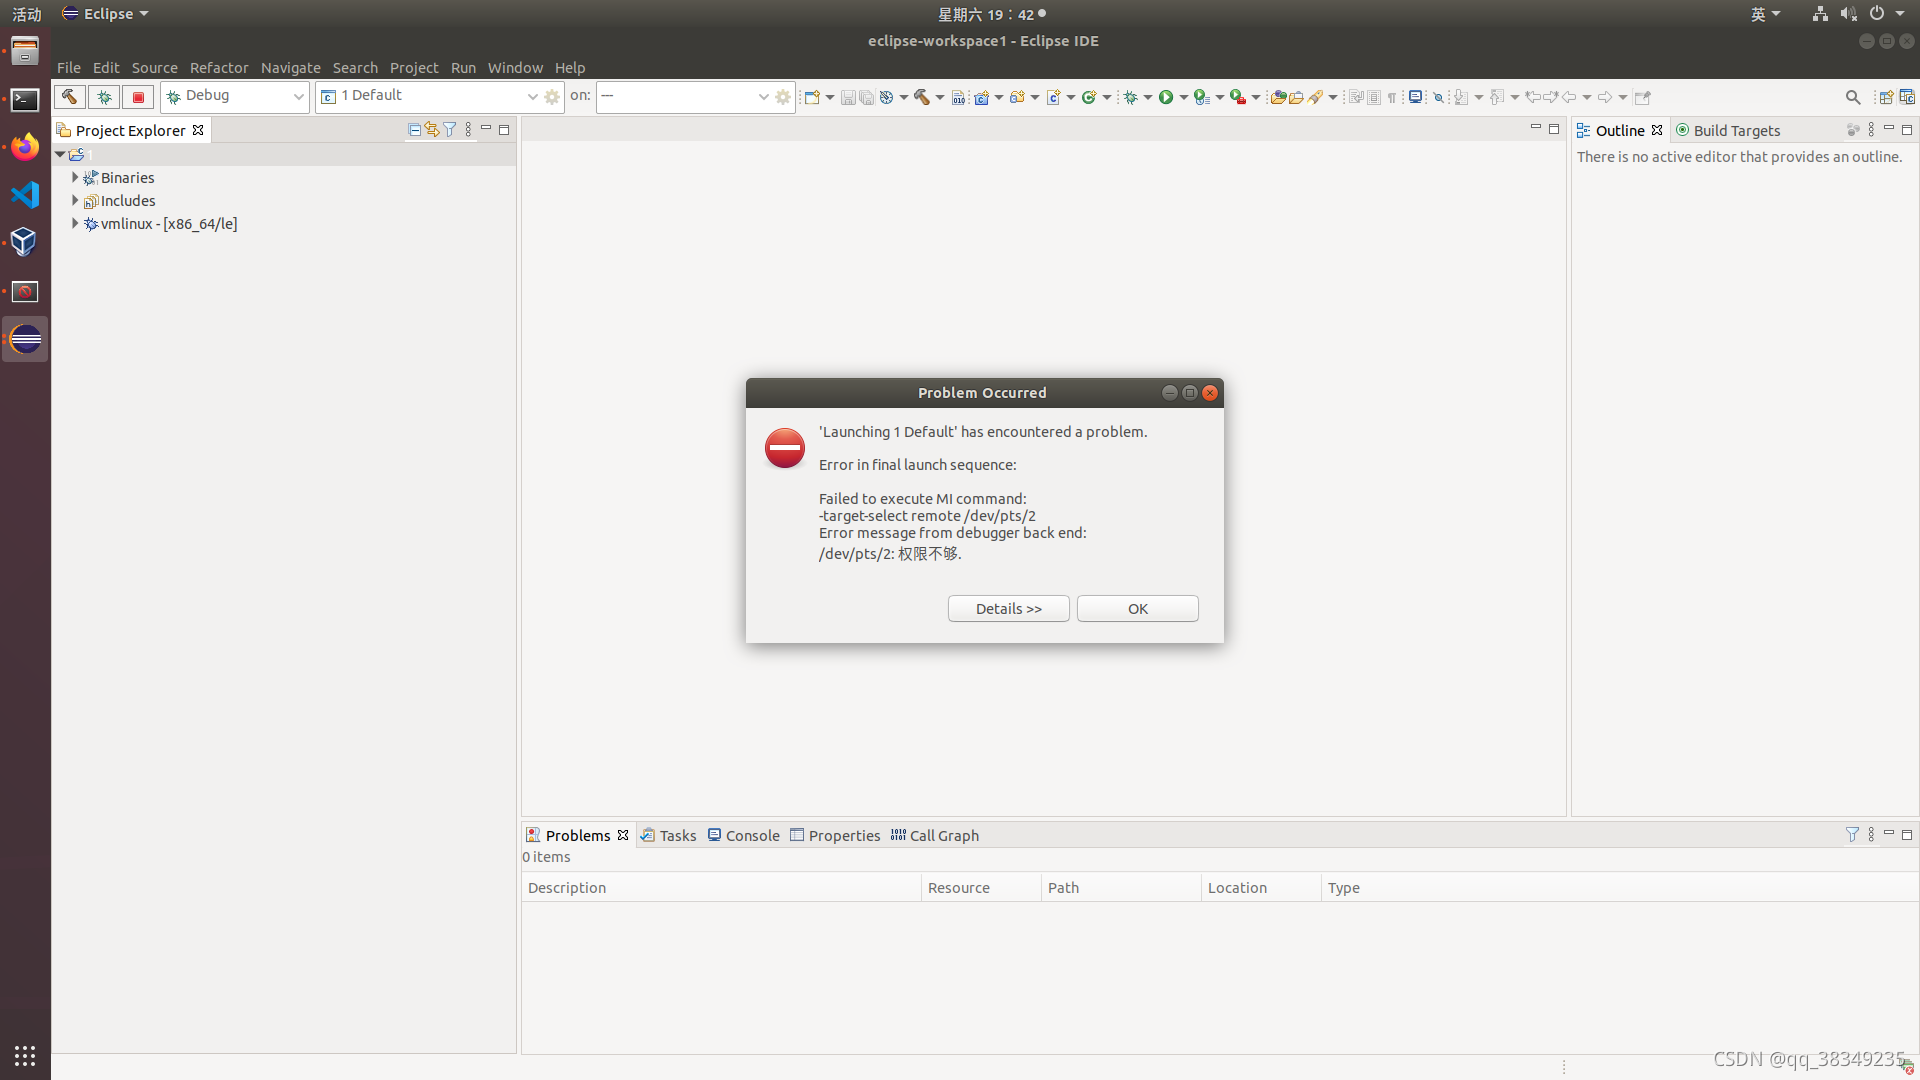 活动
Eclipse
星期六 19：42
英
eclipse-workspace1 - Eclipse IDE
File Edit Source Refactor Navigate Search Project Run Window Help
Debug
1 Default
on:
---
Project Explorer
Outline
Build Targets
1
There is no active editor that provides an outline.
Binaries
Includes
vmlinux - [x86_64/le]
Problem Occurred
'Launching 1 Default' has encountered a problem.
Error in final launch sequence:
Failed to execute MI command:
-target-select remote /dev/pts/2
Error message from debugger back end:
/dev/pts/2: 权限不够.
Details >>
OK
Problems
Tasks
Console
Properties
Call Graph
0 items
Description Resource Path Location Type
CSDN @qq_38349235